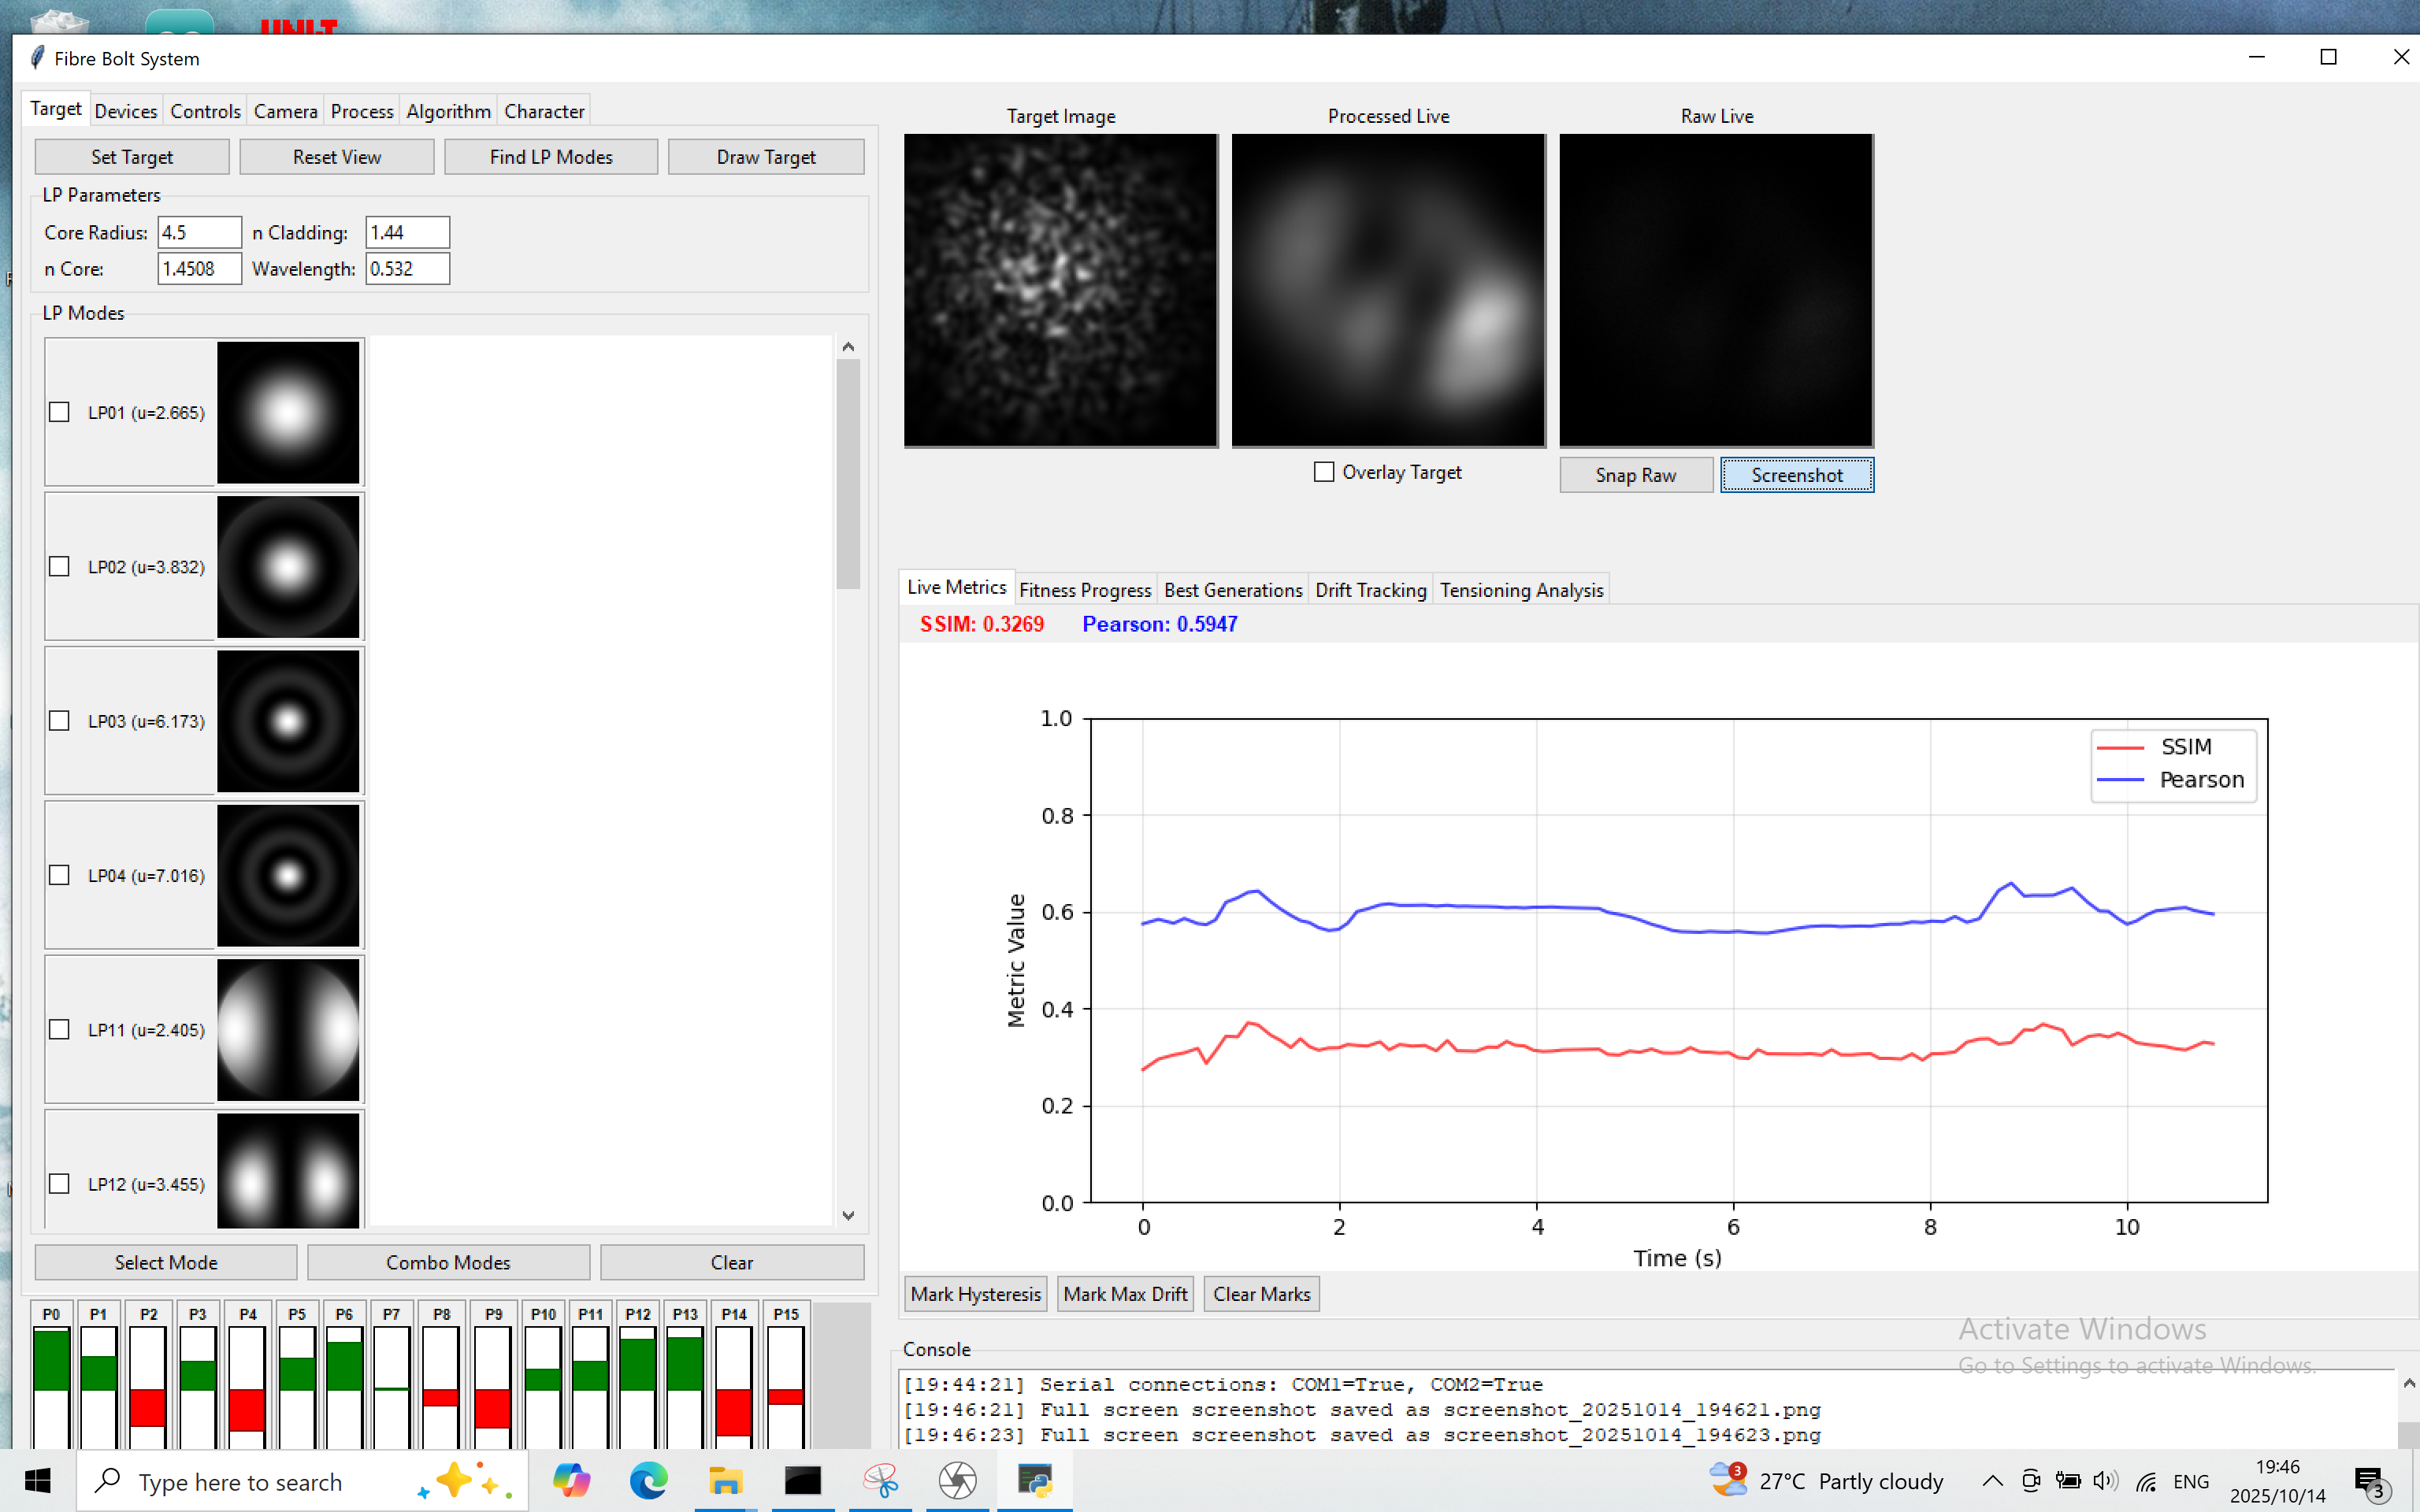 UNI-T
Fibre Bolt System
Target Devices Controls Camera Process Algorithm Character
Set Target Reset View Find LP Modes Draw Target
LP Parameters
Core Radius: 4.5 n Cladding: 1.44
n Core: 1.4508 Wavelength: 0.532
LP Modes
LP01 (u=2.665)
LP02 (u=3.832)
LP03 (u=6.173)
LP04 (u=7.016)
LP11 (u=2.405)
LP12 (u=3.455)
Select Mode Combo Modes Clear
P0 P1 P2 P3 P4 P5 P6 P7 P8 P9 P10 P11 P12 P13 P14 P15
Target Image Processed Live Raw Live
Overlay Target Snap Raw Screenshot
Live Metrics Fitness Progress Best Generations Drift Tracking Tensioning Analysis
SSIM: 0.3269 Pearson: 0.5947
1.0
0.8
0.6
0.4
0.2
0.0
Metric Value
SSIM
Pearson
0 2 4 6 8 10
Time (s)
Mark Hysteresis Mark Max Drift Clear Marks
Console
[19:44:21] Serial connections: COM1=True, COM2=True
[19:46:21] Full screen screenshot saved as screenshot_20251014_194621.png
[19:46:23] Full screen screenshot saved as screenshot_20251014_194623.png
Activate Windows
Go to Settings to activate Windows.
Type here to search
3
27°C Partly cloudy
ENG
19:46
2025/10/14
3